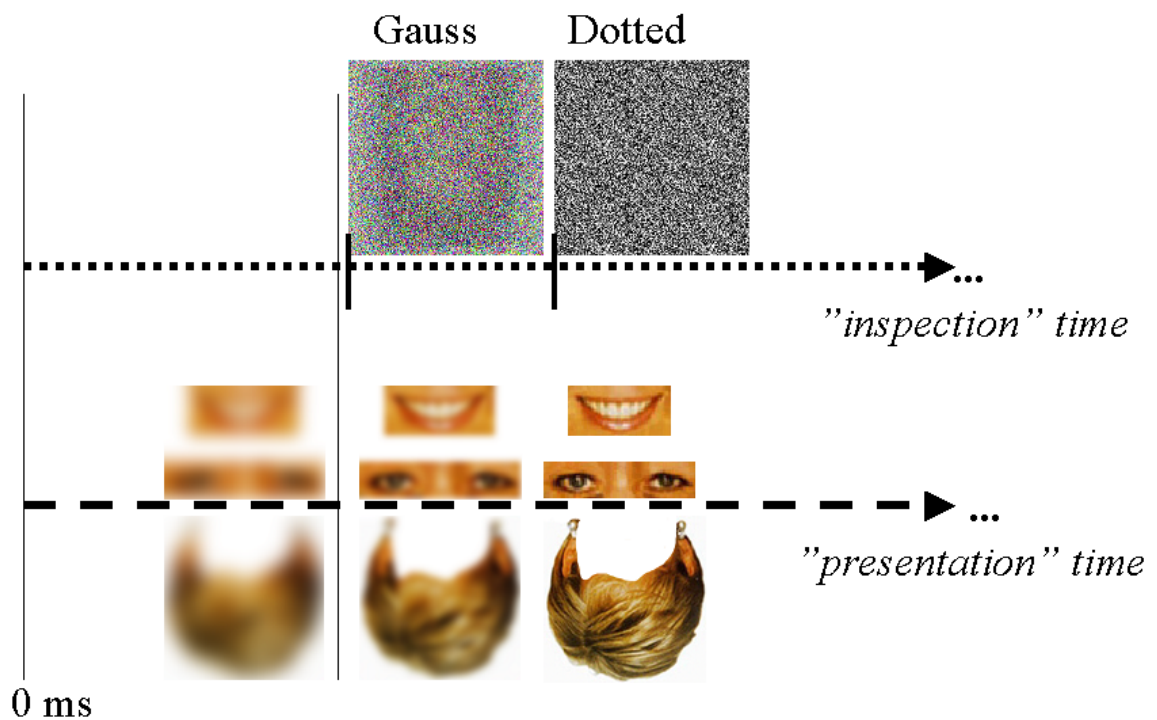 Gauss Dotted
...
”inspection” time
...
”presentation” time
0 ms